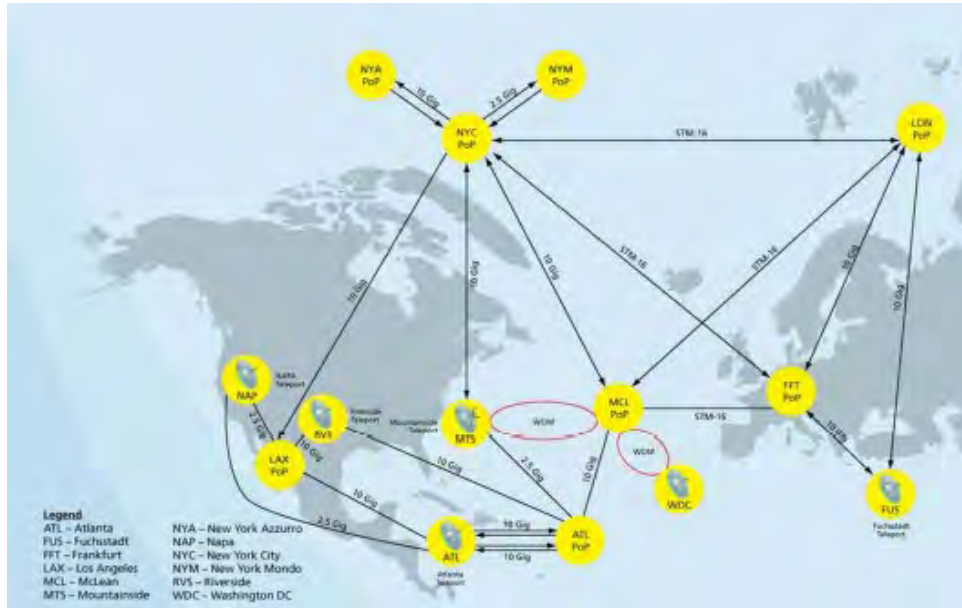 NYA
PoP
NYM
PoP
10 Gig
2.5 Gig
NYC
PoP
STM-16
LDN
PoP
10 Gig
10 Gig
10 Gig
STM-16
STM-16
10 Gig
10 Gig
NAP
NAPA
Teleport
2.5 GB
Riverside
Teleport
RVS
10 Gig
LAX
PoP
Mountainside
Teleport
MTS
WDM
MCL
PoP
STM-16
FFT
PoP
10 Gig
WDM
WDC
FUS
Fuchsstadt
Teleport
10 Gig
2.5 Gig
10 Gig
10 Gig
2.5 Gig
ATL
Atlanta
Teleport
10 Gig
10 Gig
ATL
PoP
Legend
ATL – Atlanta
FUS – Fuchsstadt
FFT – Frankfurt
LAX – Los Angeles
MCL – McLean
MTS – Mountainside
NYA – New York Azzurro
NAP – Napa
NYC – New York City
NYM – New York Mondo
RVS – Riverside
WDC – Washington DC